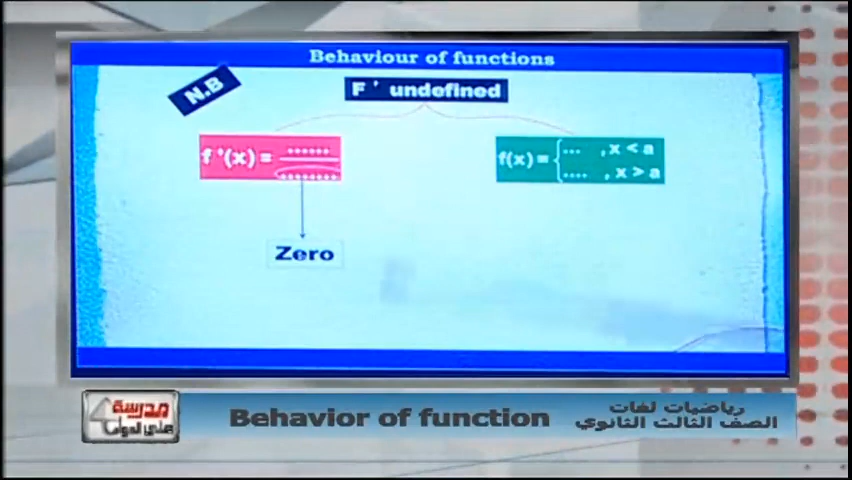 Behaviour of functions
N.B
F ' undefined
f '(x) = ...... / ........
f(x) = { ... , x < a
.... , x > a
Zero
مدرسة
على الهواء
Behavior of function
رياضيات لغات
الصف الثالث الثانوي